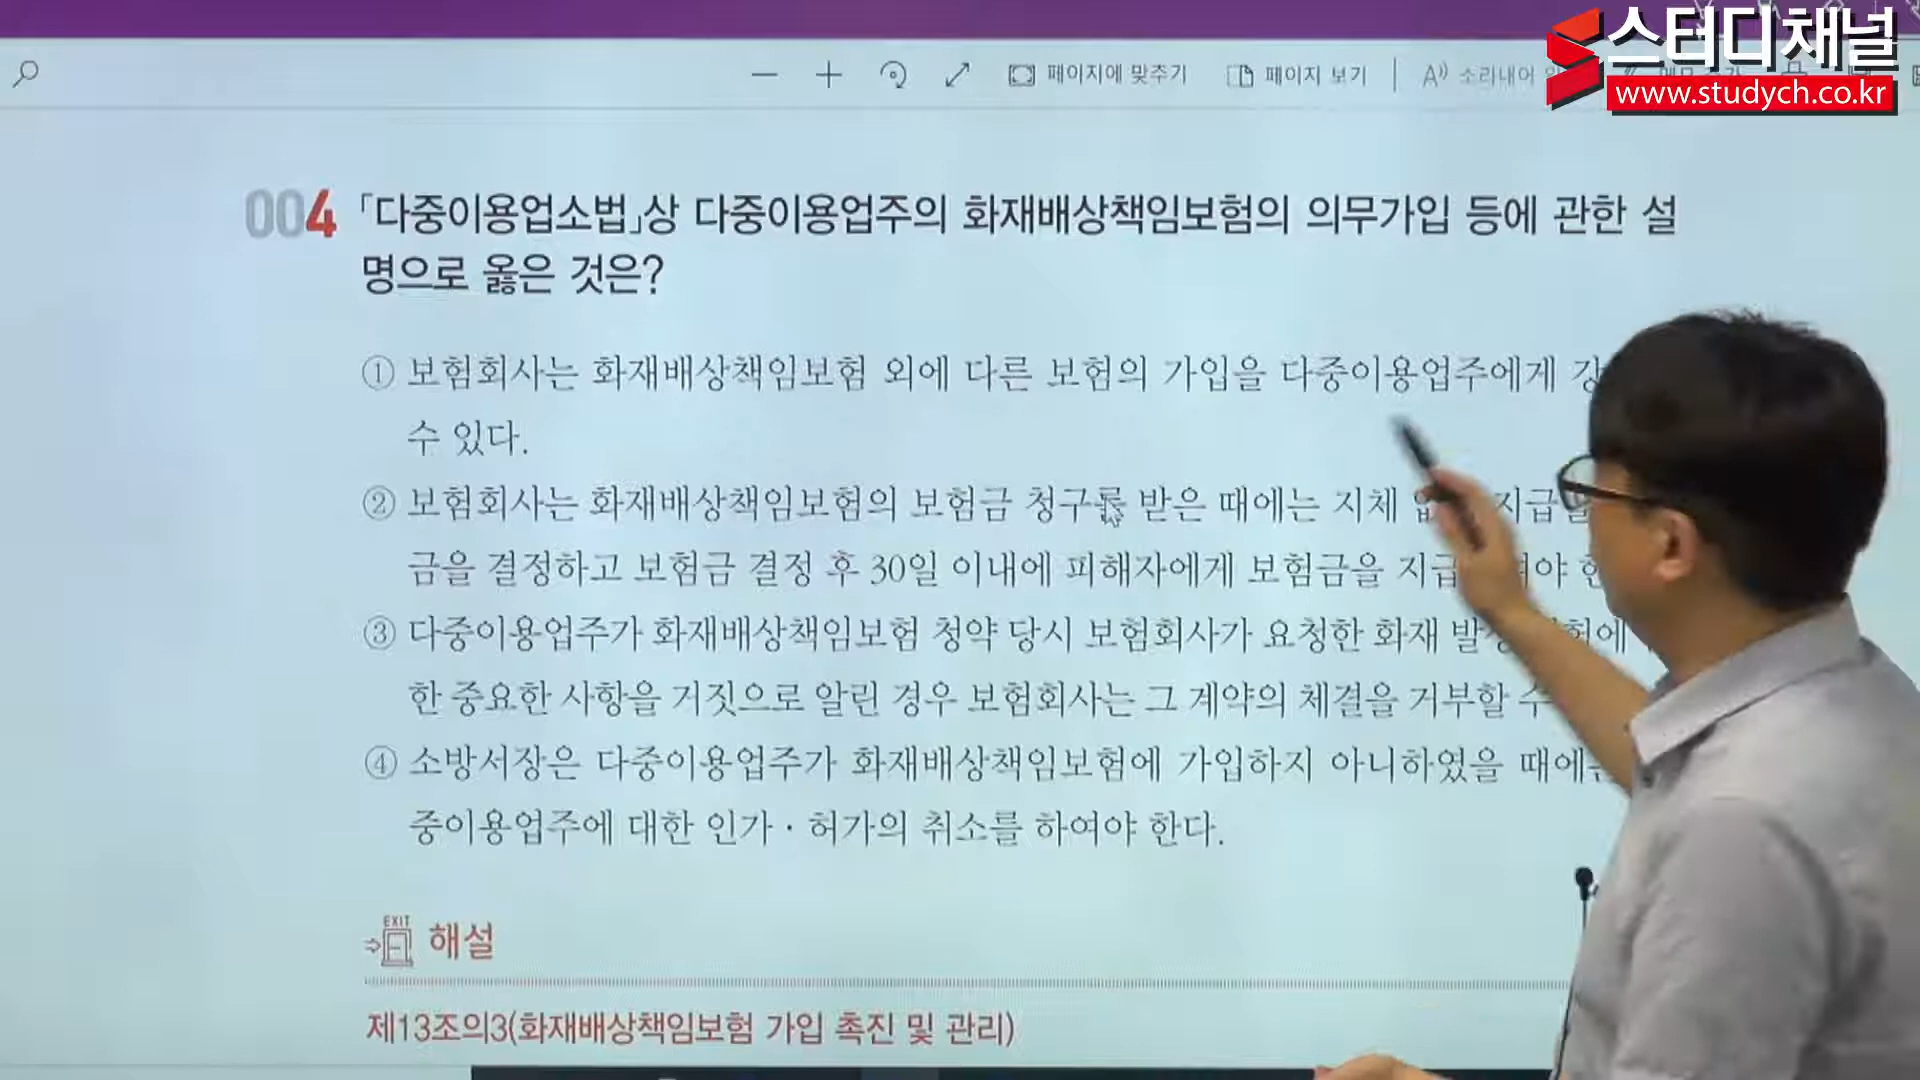 스터디채널
www.studych.co.kr
페이지에 맞추기
페이지 보기
A 소리내어
004 「다중이용업소법」상 다중이용업주의 화재배상책임보험의 의무가입 등에 관한 설
명으로 옳은 것은?
① 보험회사는 화재배상책임보험 외에 다른 보험의 가입을 다중이용업주에게
수 있다.
② 보험회사는 화재배상책임보험의 보험금 청구를 받은 때에는 지체 지급
금을 결정하고 보험금 결정 후 30일 이내에 피해자에게 보험금을
③ 다중이용업주가 화재배상책임보험 청약 당시 보험회사가 요청한 화재
한 중요한 사항을 거짓으로 알린 경우 보험회사는 그 계약의 체결을 거부할 수
④ 소방서장은 다중이용업주가 화재배상책임보험에 가입하지 아니하였을
중이용업주에 대한 인가 · 허가의 취소를 하여야 한다.
EXIT
해설
제13조의3(화재배상책임보험 가입 촉진 및 관리)